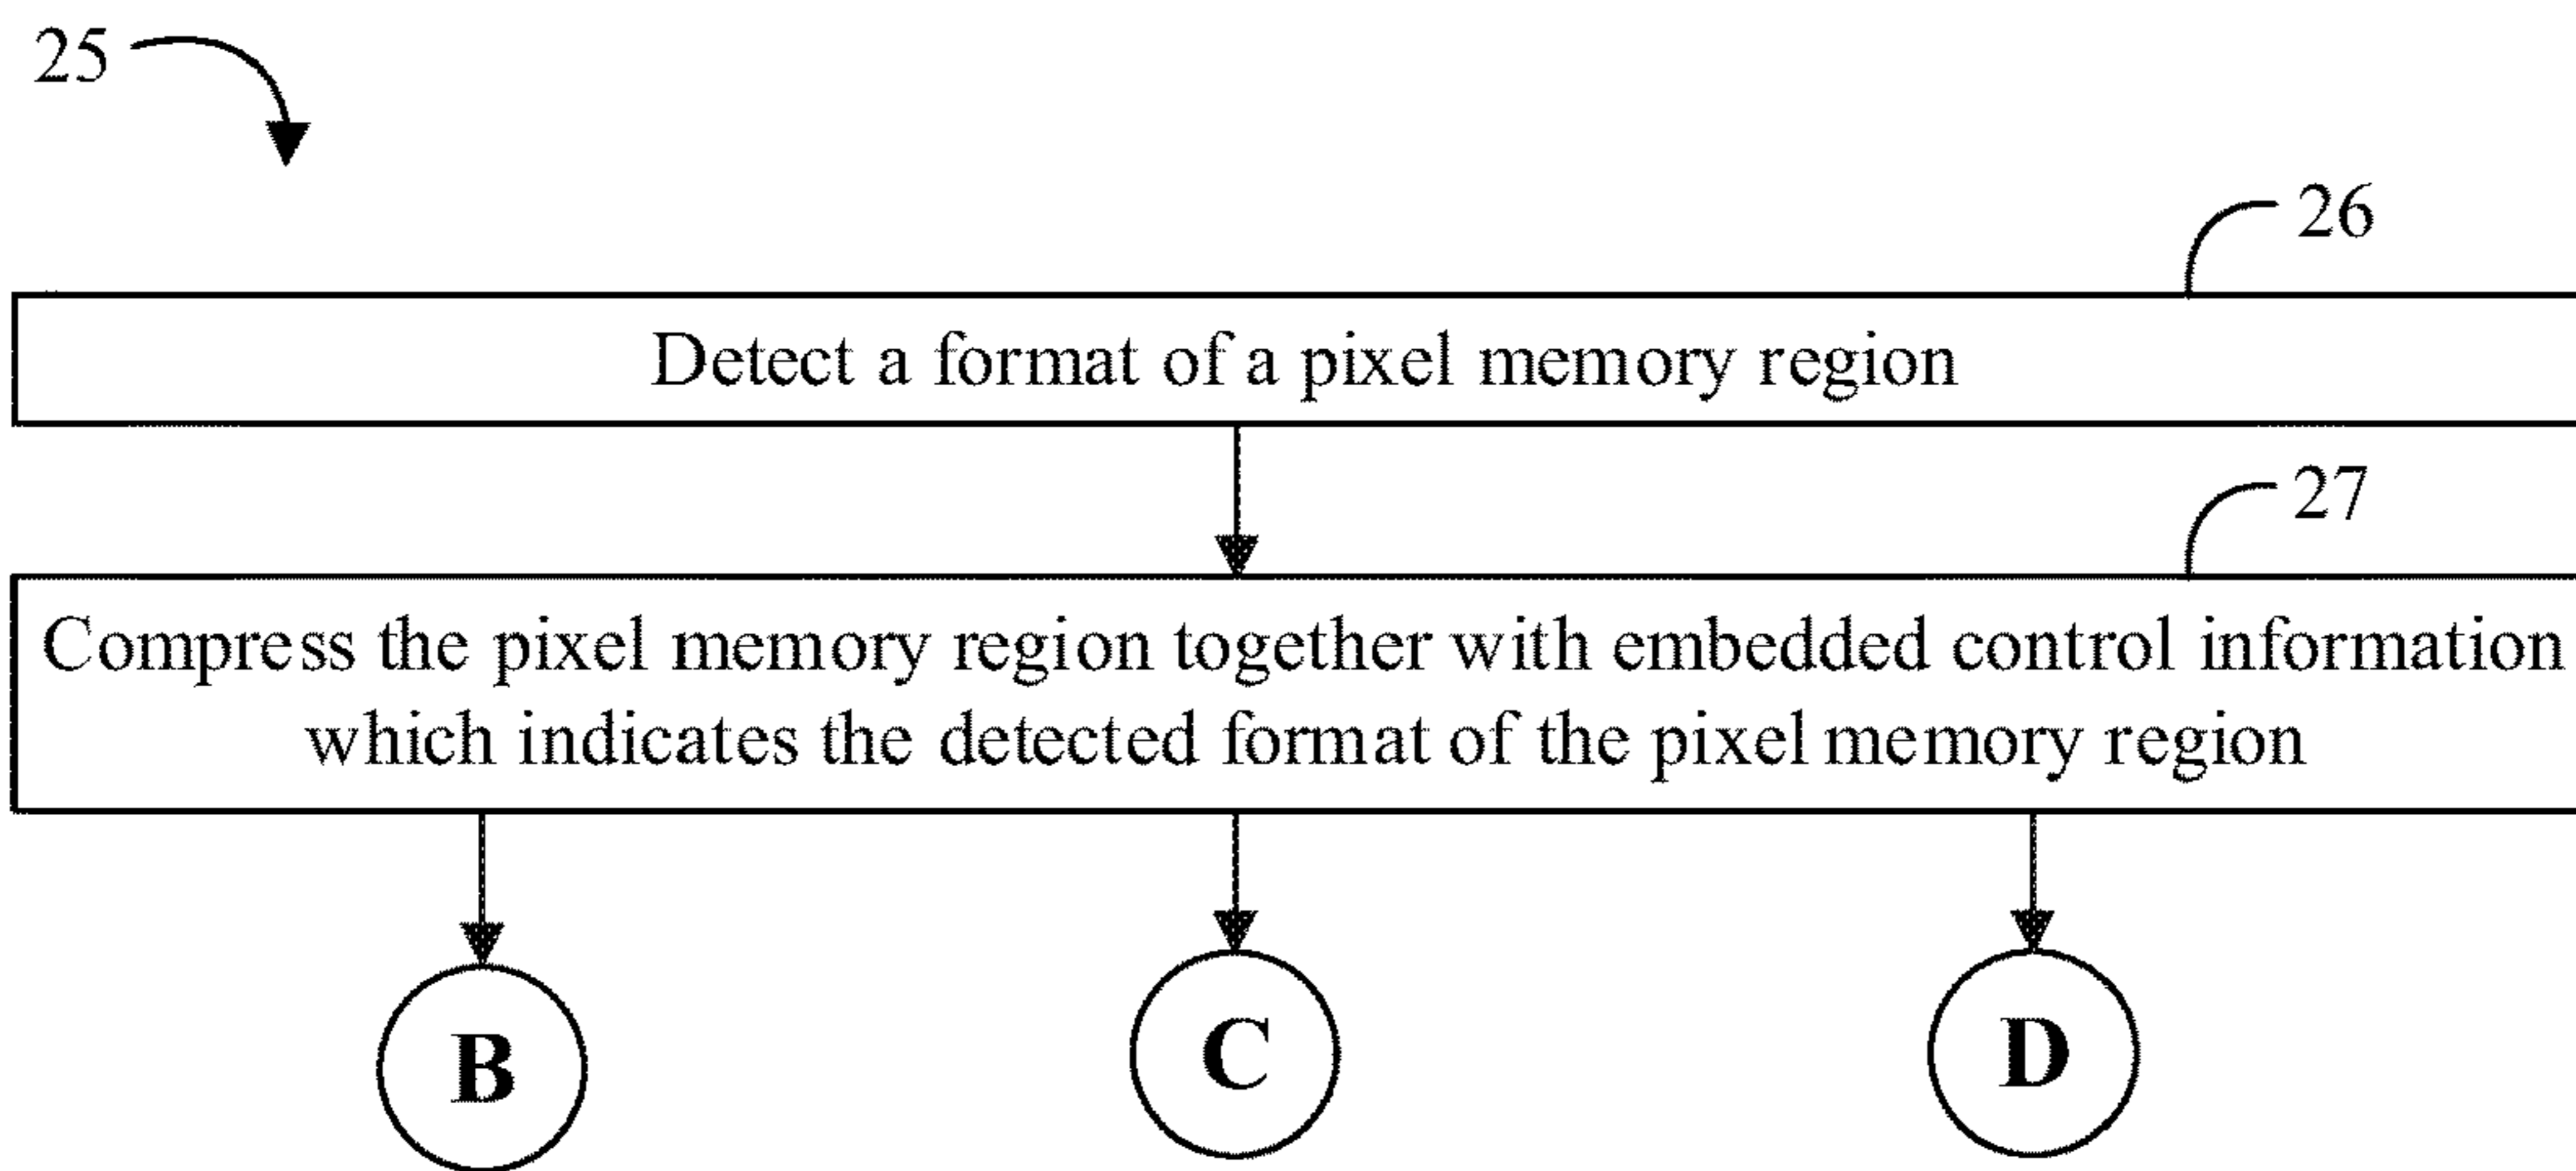 25
26
Detect a format of a pixel memory region
27
Compress the pixel memory region together with embedded control information
which indicates the detected format of the pixel memory region
B
C
D